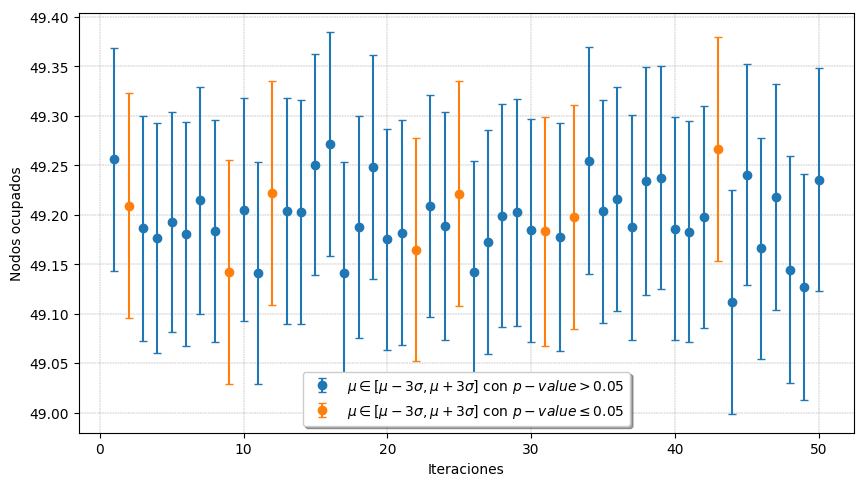 49.40
49.35
49.30
49.25
49.20
49.15
49.10
49.05
49.00
Nodos ocupados
μ ∈ [μ − 3σ, μ + 3σ] con p − value > 0.05
μ ∈ [μ − 3σ, μ + 3σ] con p − value ≤ 0.05
0 10 20 30 40 50
Iteraciones